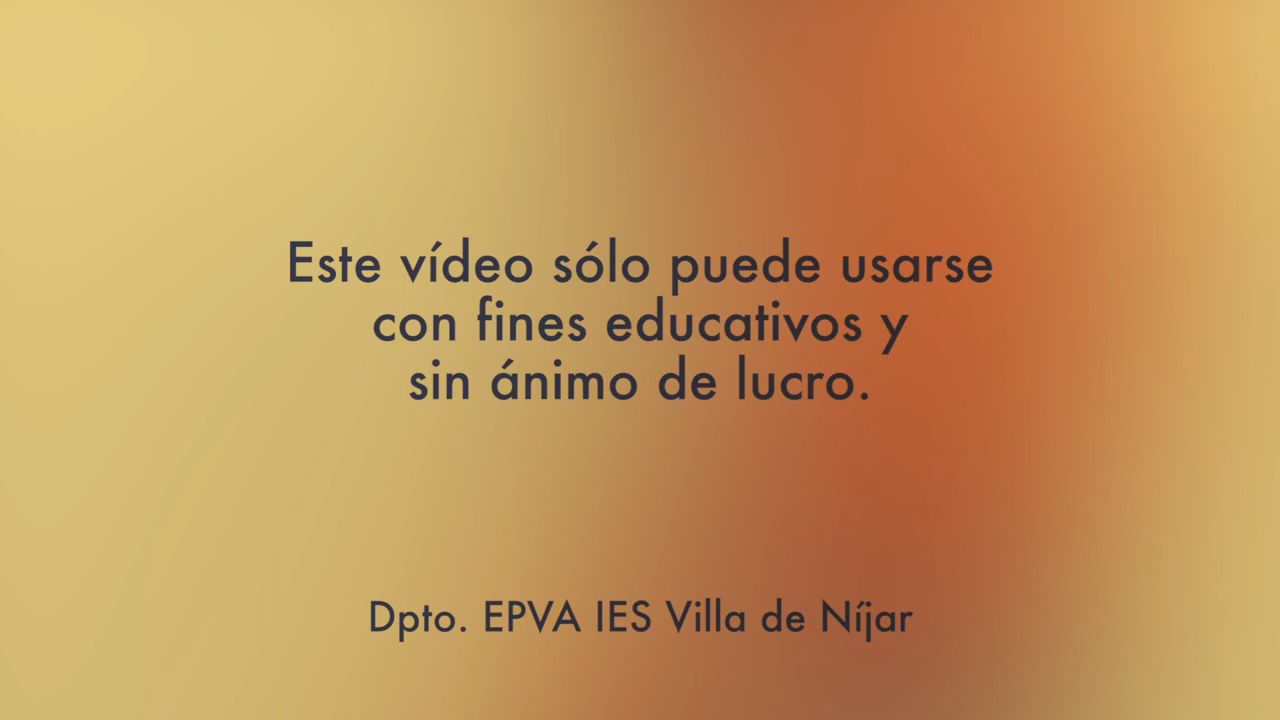 Este vídeo sólo puede usarse
con fines educativos y
sin ánimo de lucro.
Dpto. EPVA IES Villa de Níjar